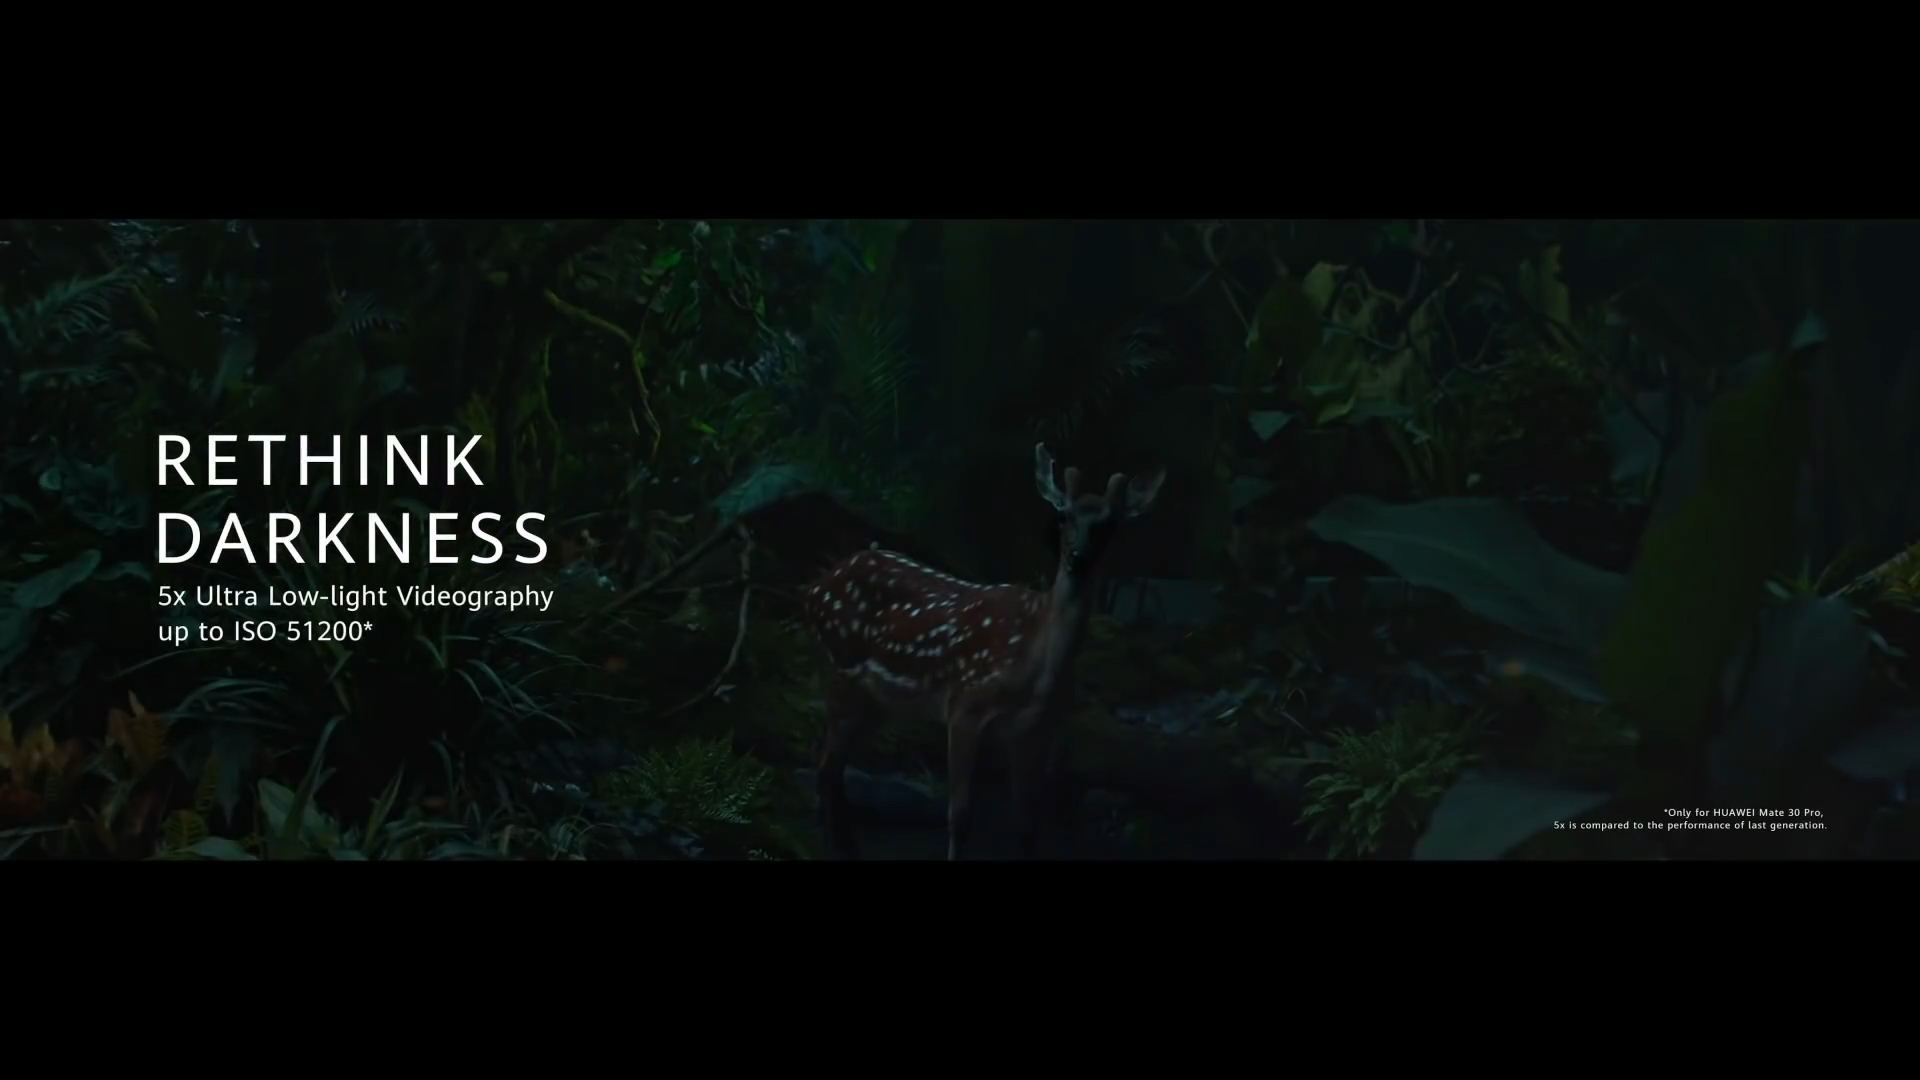 RETHINK
DARKNESS
5x Ultra Low-light Videography
up to ISO 51200*
*Only for HUAWEI Mate 30 Pro,
5x is compared to the performance of last generation.